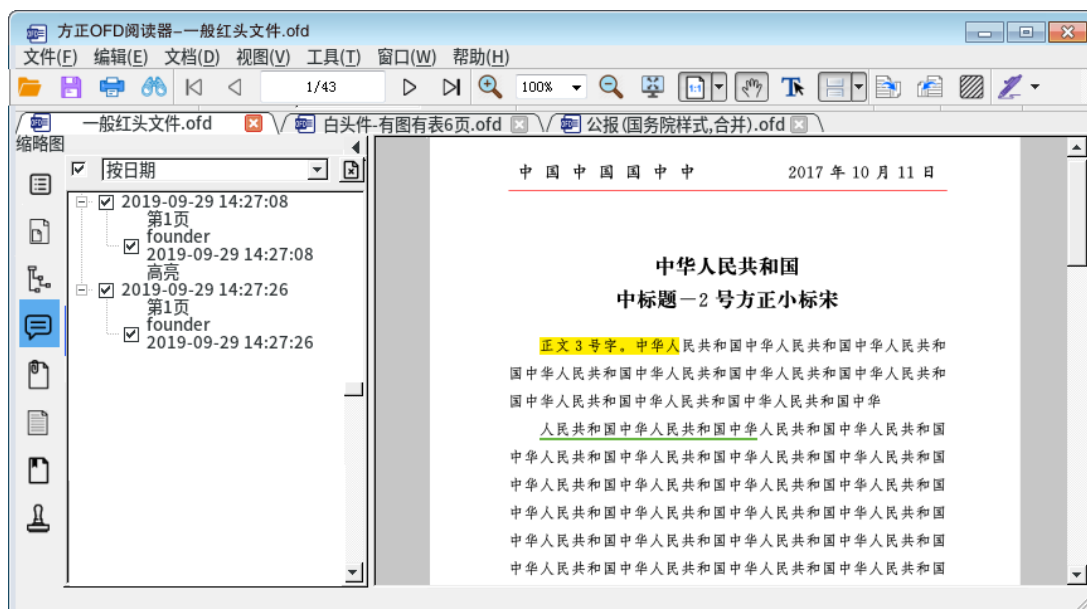 方正OFD阅读器–一般红头文件.ofd
文件(F) 编辑(E) 文档(D) 视图(V) 工具(T) 窗口(W) 帮助(H)
1/43 100% 1:1 T
一般红头文件.ofd 白头件-有图有表6页.ofd 公报(国务院样式,合并).ofd
缩略图
按日期
2019-09-29 14:27:08
第1页
founder
2019-09-29 14:27:08
高亮
2019-09-29 14:27:26
第1页
founder
2019-09-29 14:27:26
中国中国国中中 2017 年 10 月 11 日
中华人民共和国
中标题－2 号方正小标宋
正文 3 号字。中华人民共和国中华人民共和国中华人民共和
国中华人民共和国中华人民共和国中华人民共和国中华人民共和
国中华人民共和国中华人民共和国中华人民共和国中华
人民共和国中华人民共和国中华人民共和国中华人民共和国
中华人民共和国中华人民共和国中华人民共和国中华人民共和国
中华人民共和国中华人民共和国中华人民共和国中华人民共和国
中华人民共和国中华人民共和国中华人民共和国中华人民共和国
中华人民共和国中华人民共和国中华人民共和国中华人民共和国
中华人民共和国中华人民共和国中华人民共和国中华人民共和国